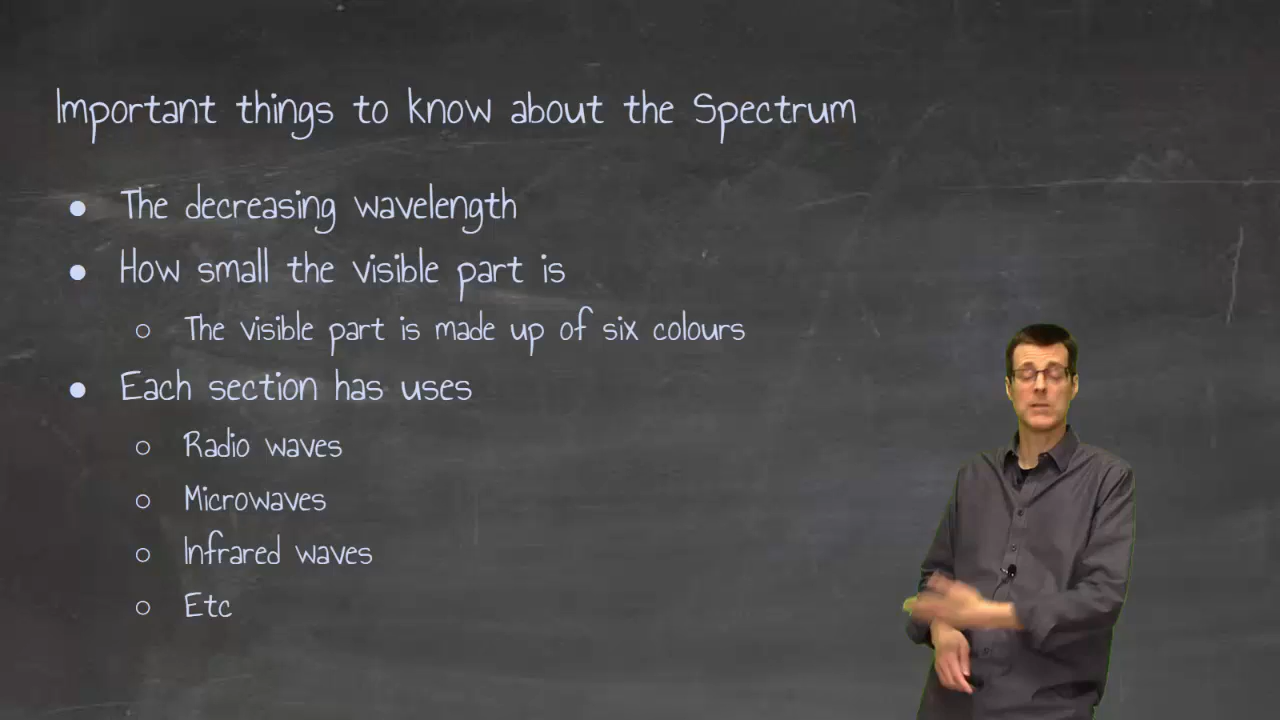 Important things to know about the Spectrum
● The decreasing wavelength
● How small the visible part is
○ The visible part is made up of six colours
● Each section has uses
○ Radio waves
○ Microwaves
○ Infrared waves
○ Etc